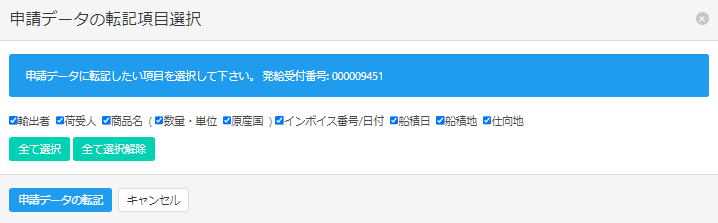 申請データの転記項目選択
申請データに転記したい項目を選択して下さい。 発給受付番号: 000009451
輸出者 荷受人 商品名 ( 数量・単位 原産国 ) インボイス番号/日付 船積日 船積地 仕向地
全て選択 全て選択解除
申請データの転記 キャンセル